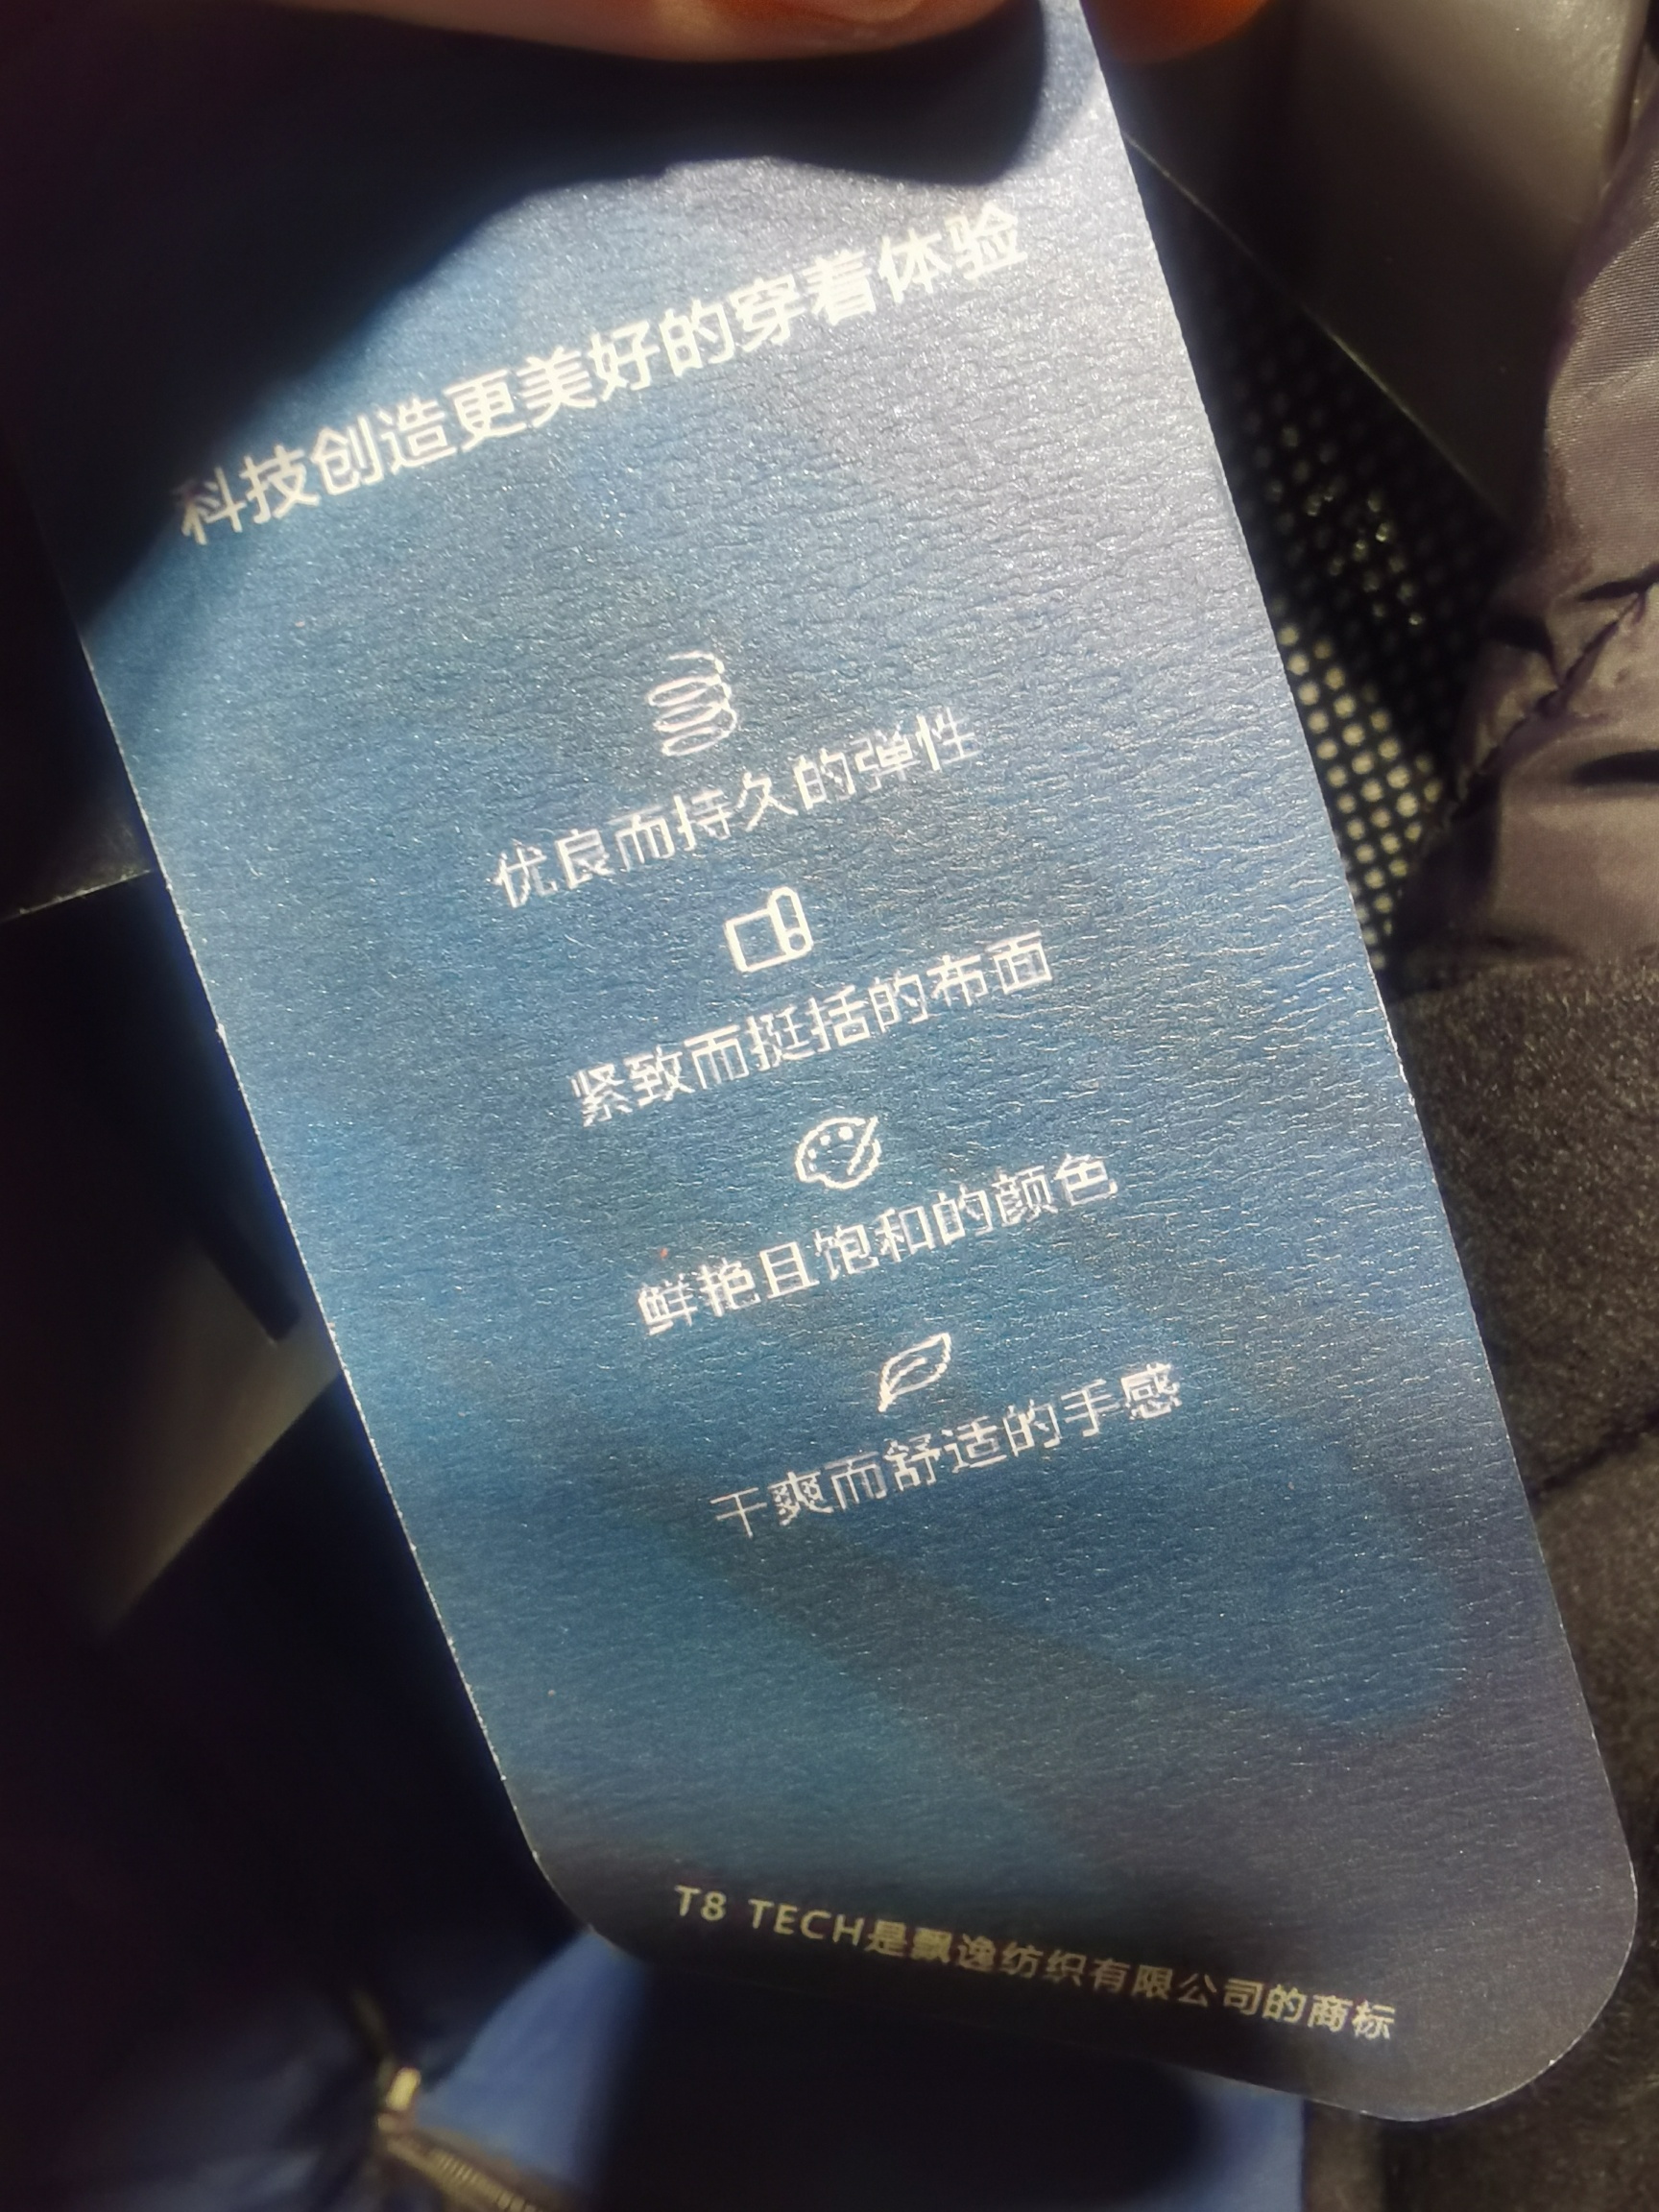 科技创造更美好的穿着体验
优良而持久的弹性
紧致而挺括的布面
鲜艳且饱和的颜色
干爽而舒适的手感
T8 TECH是飘逸纺织有限公司的商标